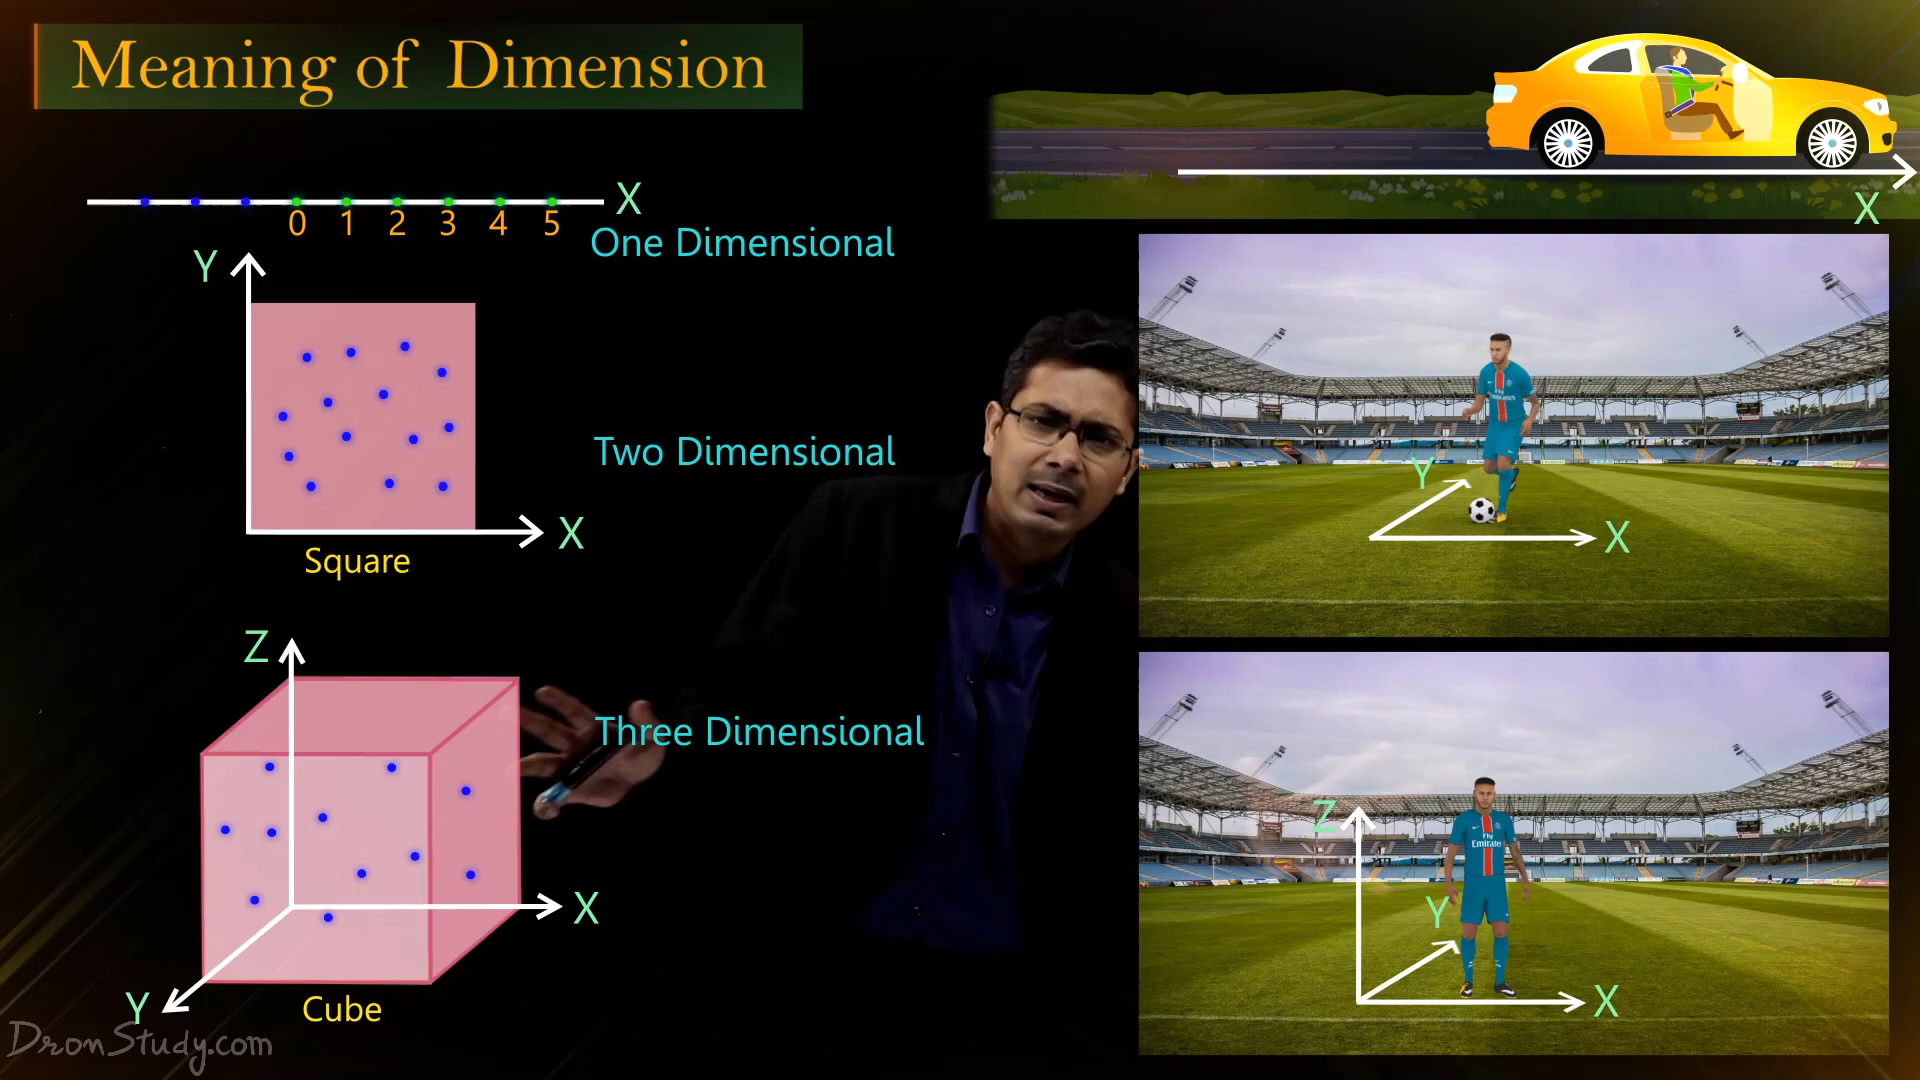 Meaning of Dimension
X
0 1 2 3 4 5
One Dimensional
X
Y
Two Dimensional
X
Square
Y
X
Z
Three Dimensional
X
Y
Cube
Z
Fly
Emirates
Y
X
DronStudy.com